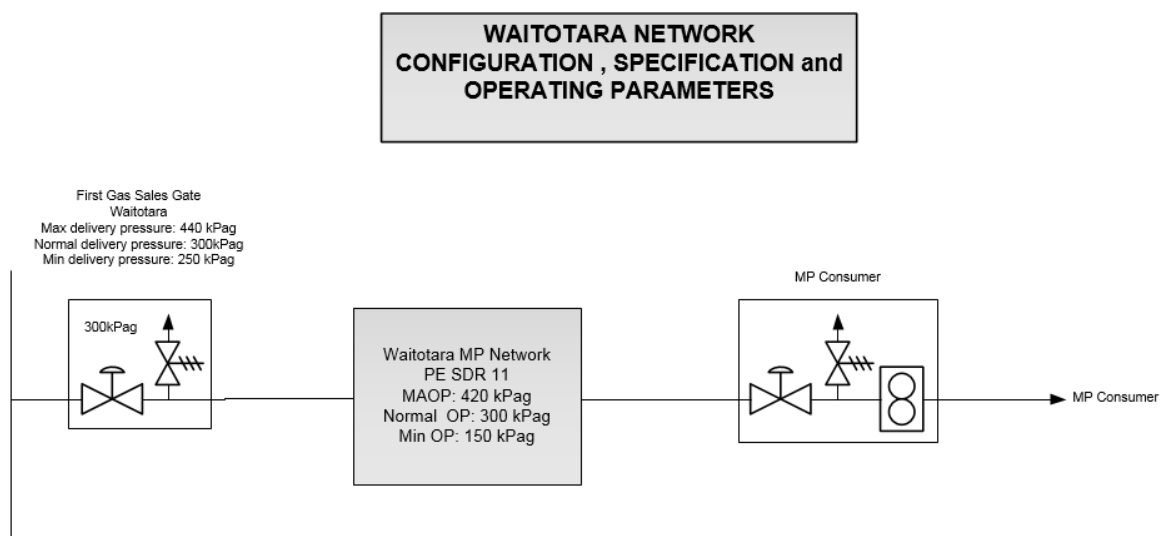 WAITOTARA NETWORK
CONFIGURATION , SPECIFICATION and
OPERATING PARAMETERS
First Gas Sales Gate
Waitotara
Max delivery pressure: 440 kPag
Normal delivery pressure: 300kPag
Min delivery pressure: 250 kPag
300kPag
Waitotara MP Network
PE SDR 11
MAOP: 420 kPag
Normal OP: 300 kPag
Min OP: 150 kPag
MP Consumer
MP Consumer